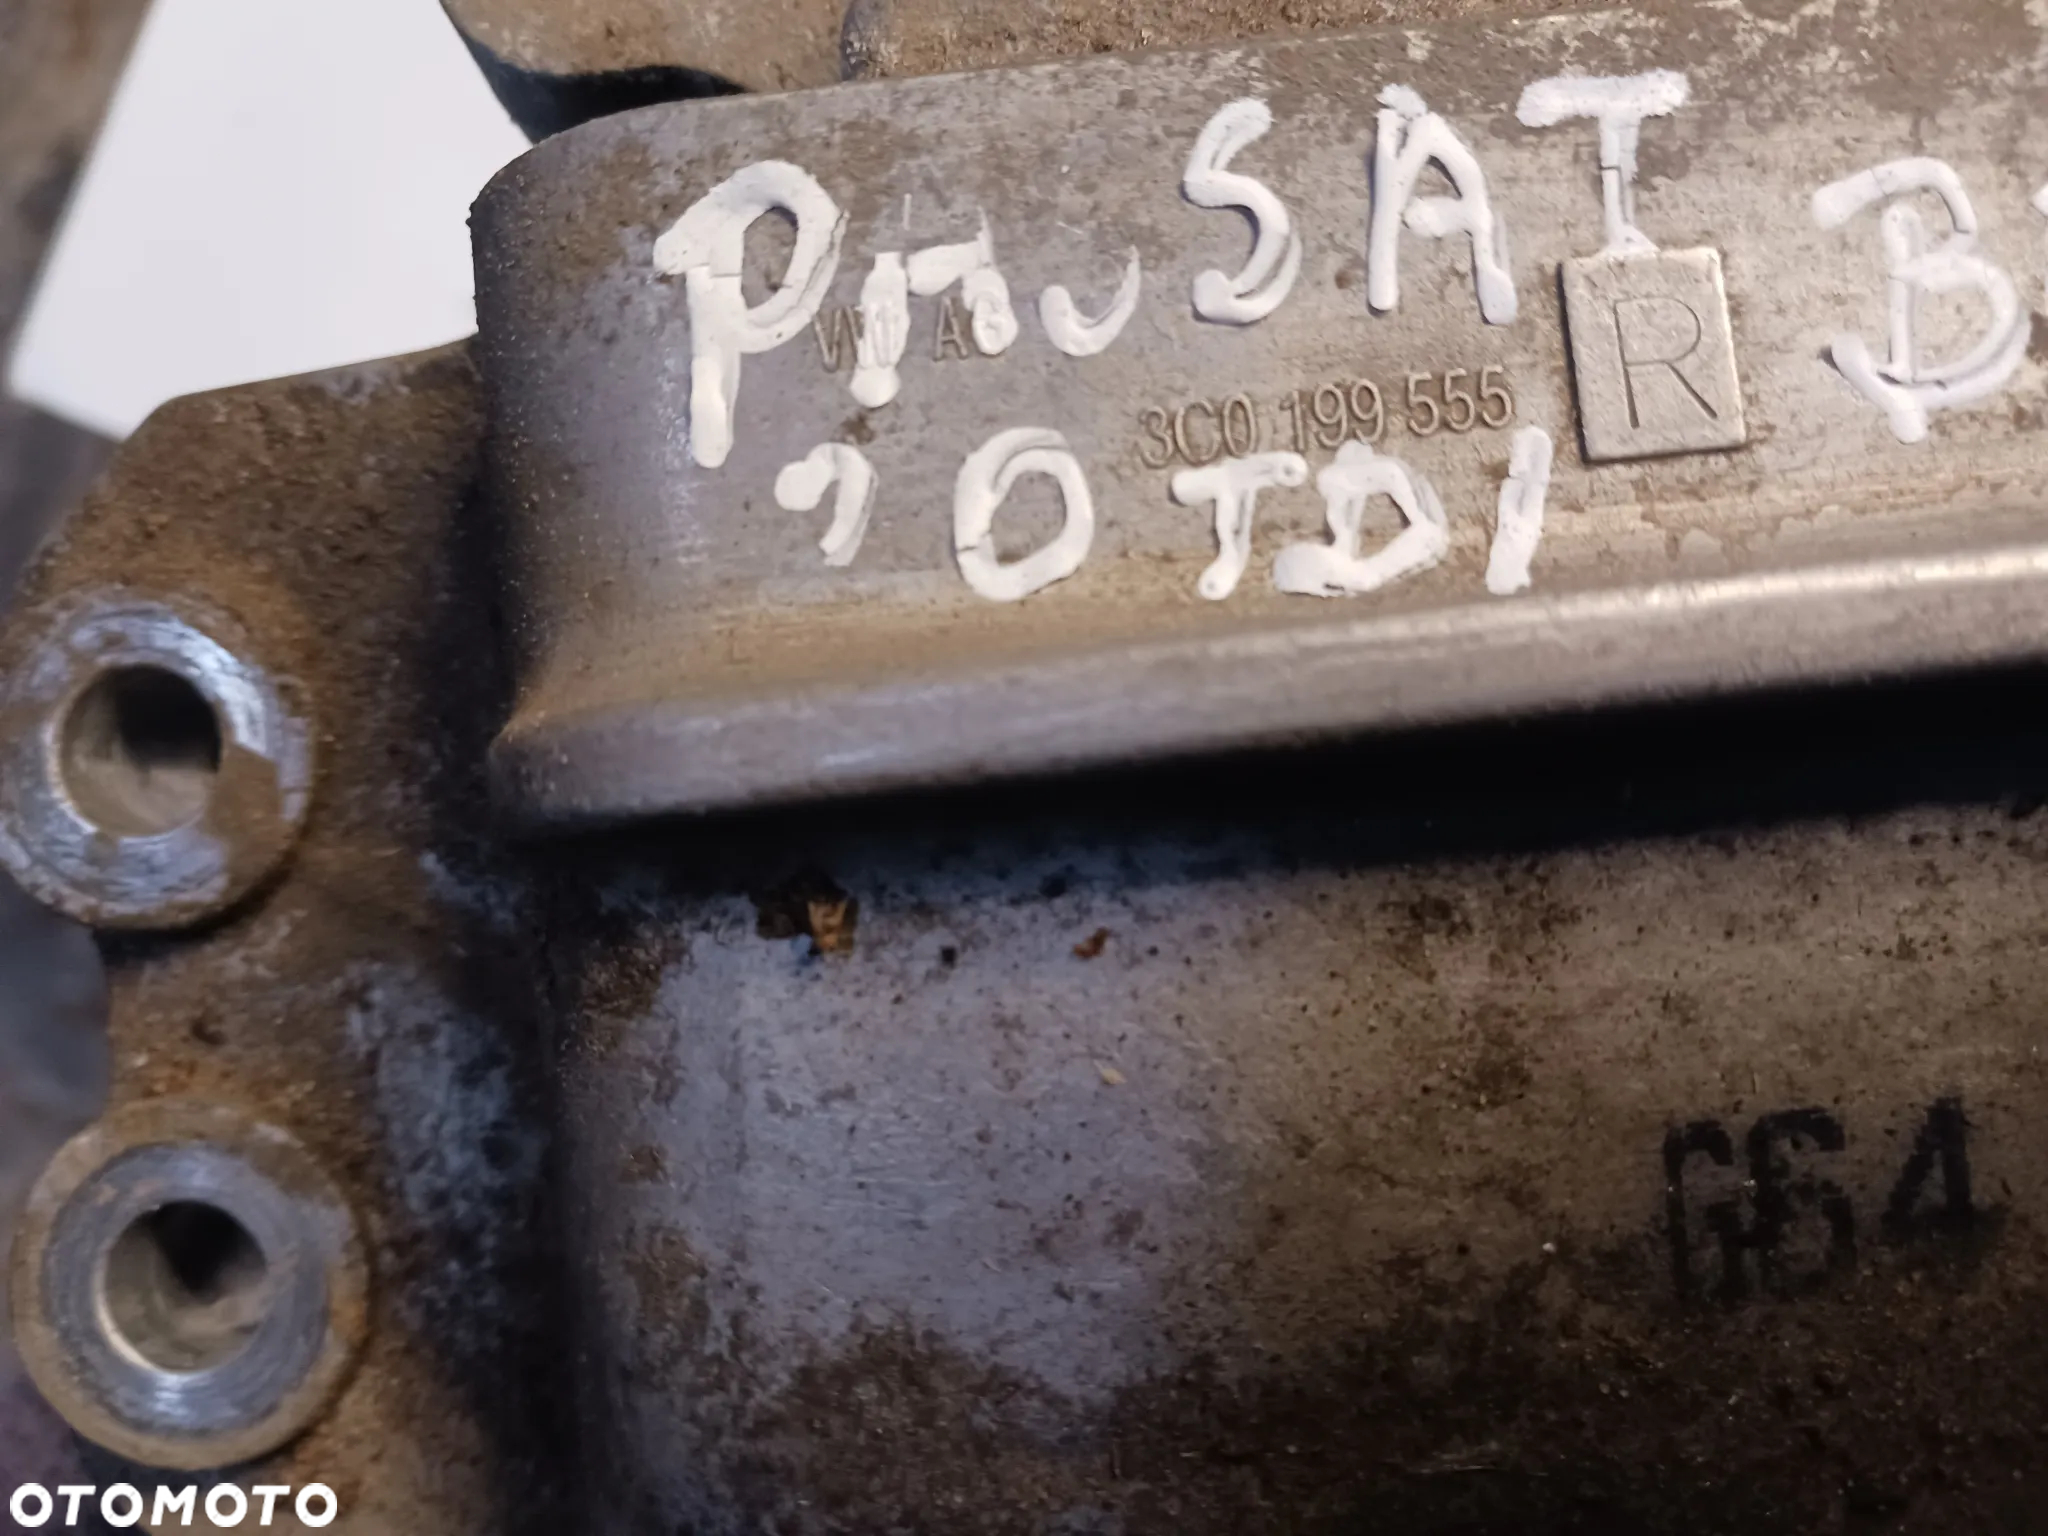 PASSAT B
VW AG
3C0 199 555 R
2.0 TDI
G64
OTOMOTO